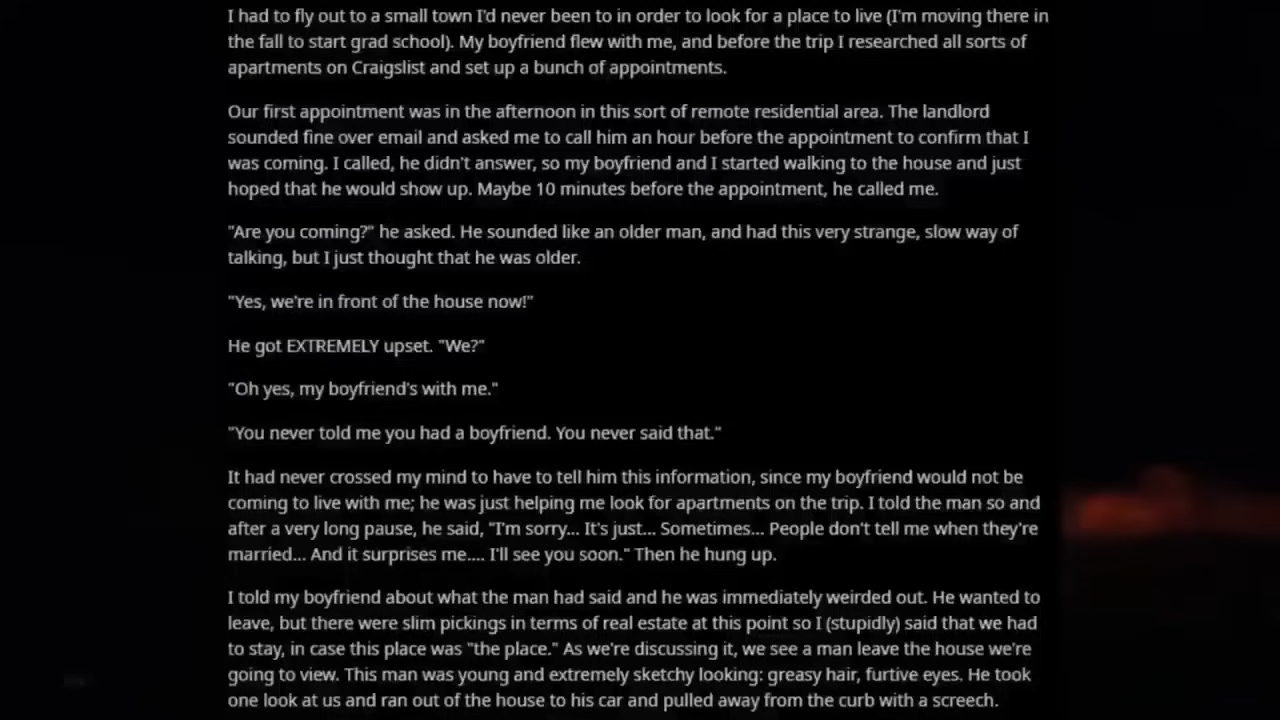 I had to fly out to a small town I'd never been to in order to look for a place to live (I'm moving there in
the fall to start grad school). My boyfriend flew with me, and before the trip I researched all sorts of
apartments on Craigslist and set up a bunch of appointments.
Our first appointment was in the afternoon in this sort of remote residential area. The landlord
sounded fine over email and asked me to call him an hour before the appointment to confirm that I
was coming. I called, he didn't answer, so my boyfriend and I started walking to the house and just
hoped that he would show up. Maybe 10 minutes before the appointment, he called me.
"Are you coming?" he asked. He sounded like an older man, and had this very strange, slow way of
talking, but I just thought that he was older.
"Yes, we're in front of the house now!"
He got EXTREMELY upset. "We?"
"Oh yes, my boyfriend's with me."
"You never told me you had a boyfriend. You never said that."
It had never crossed my mind to have to tell him this information, since my boyfriend would not be
coming to live with me; he was just helping me look for apartments on the trip. I told the man so and
after a very long pause, he said, "I'm sorry... It's just... Sometimes... People don't tell me when they're
married... And it surprises me.... I'll see you soon." Then he hung up.
I told my boyfriend about what the man had said and he was immediately weirded out. He wanted to
leave, but there were slim pickings in terms of real estate at this point so I (stupidly) said that we had
to stay, in case this place was "the place." As we're discussing it, we see a man leave the house we're
going to view. This man was young and extremely sketchy looking: greasy hair, furtive eyes. He took
one look at us and ran out of the house to his car and pulled away from the curb with a screech.